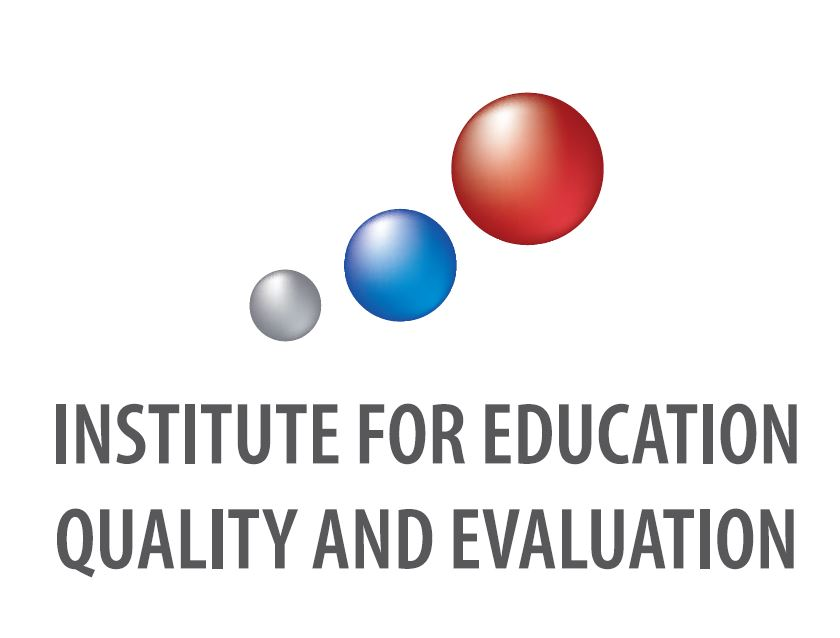 INSTITUTE FOR EDUCATION
QUALITY AND EVALUATION